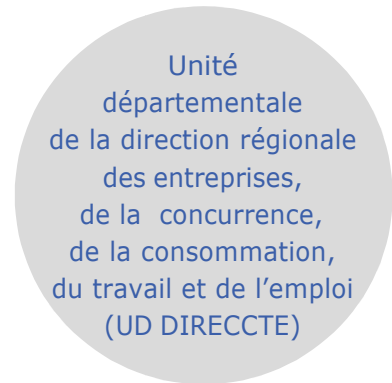 Unité
départementale
de la direction régionale
des entreprises,
de la concurrence,
de la consommation,
du travail et de l’emploi
(UD DIRECCTE)